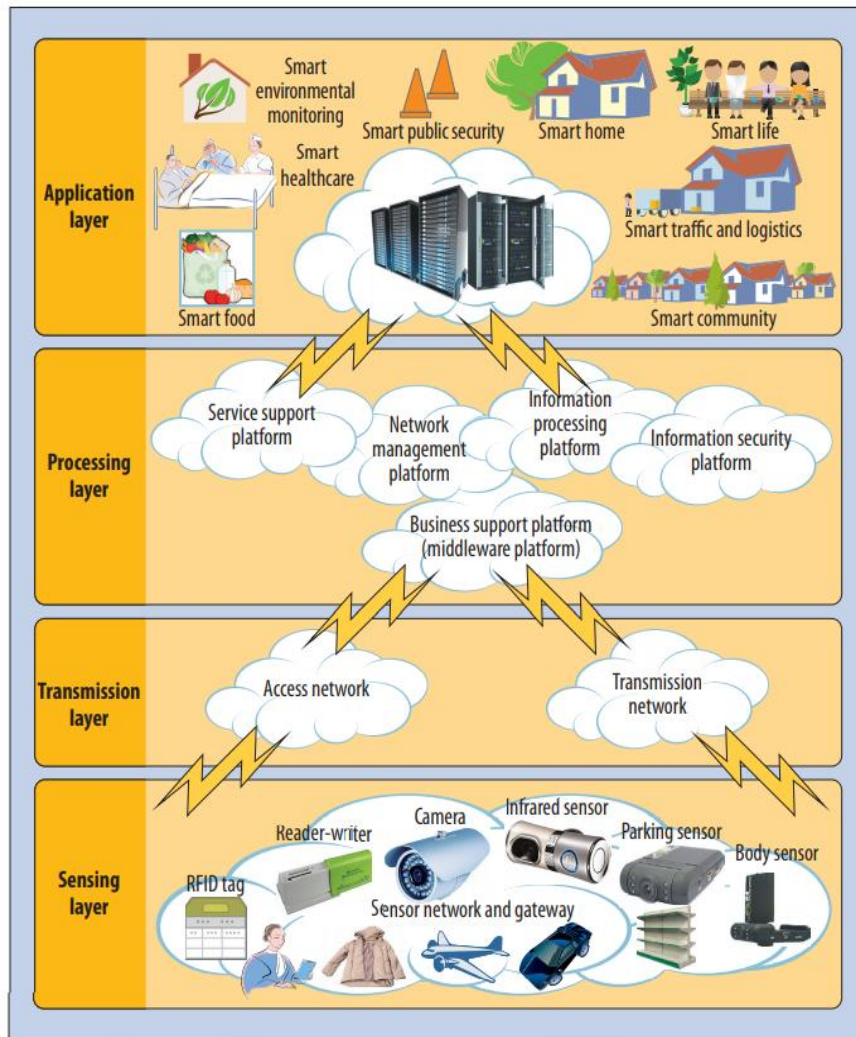 Application
layer
Smart
environmental
monitoring
Smart public security
Smart home
Smart life
Smart
healthcare
Smart traffic and logistics
Smart food
Smart community
Processing
layer
Service support
platform
Network
management
platform
Information
processing
platform
Information security
platform
Business support platform
(middleware platform)
Transmission
layer
Access network
Transmission
network
Sensing
layer
RFID tag
Reader-writer
Camera
Infrared sensor
Parking sensor
Body sensor
Sensor network and gateway